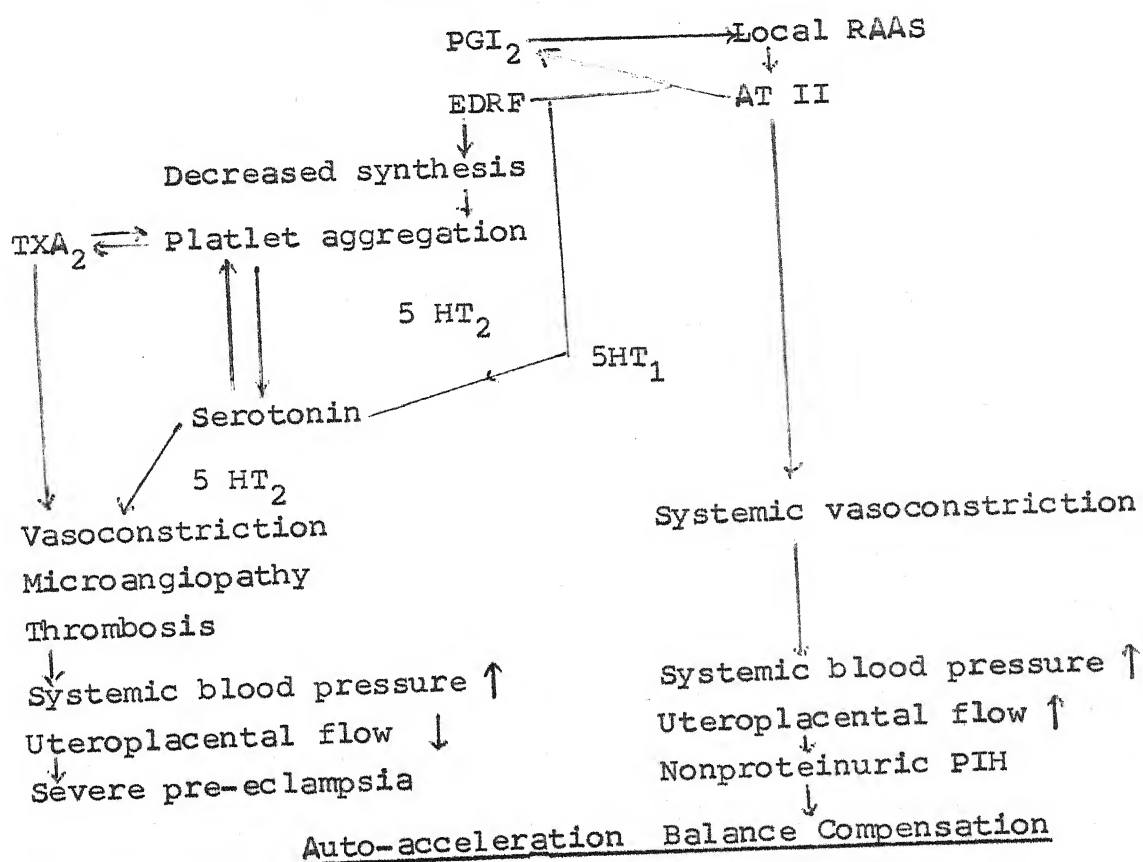 PGI2 Local RAAS
EDRF AT II
Decreased synthesis
TXA2 Platlet aggregation
5 HT2
5HT1
Serotonin
5 HT2
Vasoconstriction Systemic vasoconstriction
Microangiopathy
Thrombosis
Systemic blood pressure ↑ Systemic blood pressure ↑
Uteroplacental flow ↓ Uteroplacental flow ↑
Severe pre-eclampsia Nonproteinuric PIH
Auto-acceleration Balance Compensation